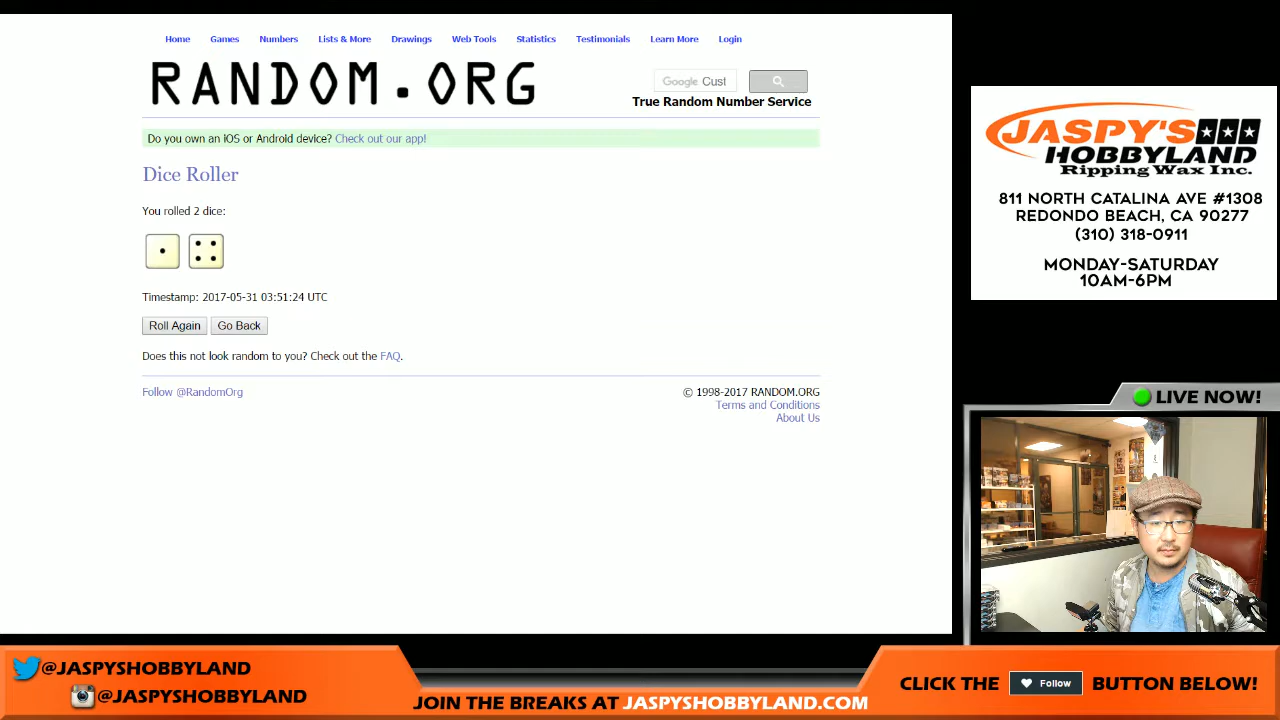 Home Games Numbers Lists & More Drawings Web Tools Statistics Testimonials Learn More Login
RANDOM.ORG
Google Cust
True Random Number Service
Do you own an iOS or Android device? Check out our app!
Dice Roller
You rolled 2 dice:
Timestamp: 2017-05-31 03:51:24 UTC
Roll Again Go Back
Does this not look random to you? Check out the FAQ.
Follow @RandomOrg
© 1998-2017 RANDOM.ORG
Terms and Conditions
About Us
JASPY'S
HOBBYLAND
Ripping Wax Inc.
811 NORTH CATALINA AVE #1308
REDONDO BEACH, CA 90277
(310) 318-0911
MONDAY-SATURDAY
10AM-6PM
LIVE NOW!
@JASPYSHOBBYLAND
@JASPYSHOBBYLAND
JOIN THE BREAKS AT JASPYSHOBBYLAND.COM
CLICK THE Follow BUTTON BELOW!